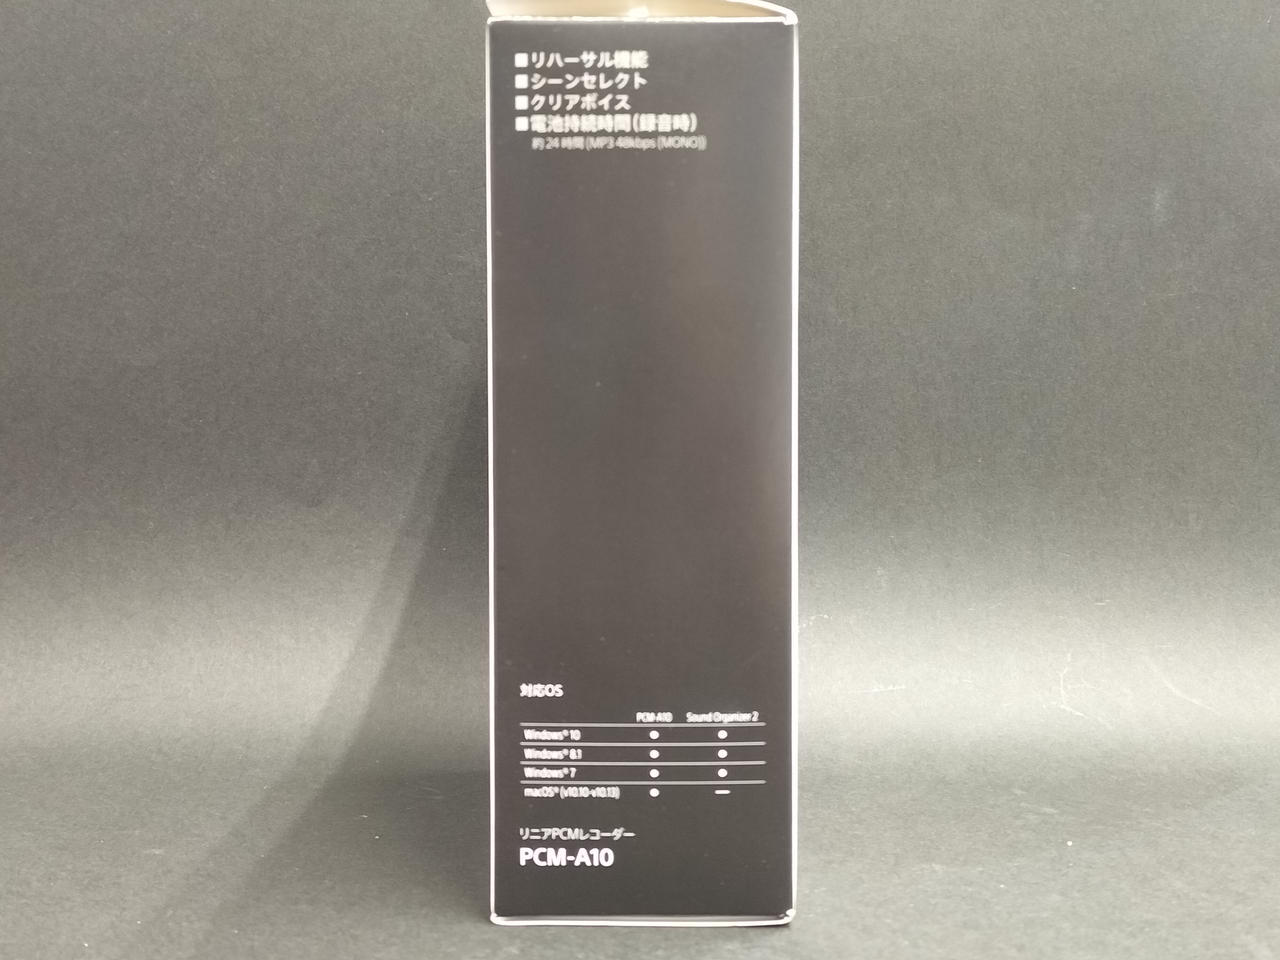 ■リハーサル機能
■シーンセレクト
■クリアボイス
■電池持続時間(録音時)
約24時間(MP3 48kbps (MONO))
対応OS
PCM-A10 Sound Organizer 2
Windows® 10 ● ●
Windows® 8.1 ● ●
Windows® 7 ● ●
macOS® (v10.10-v10.13) ● —
リニアPCMレコーダー
PCM-A10